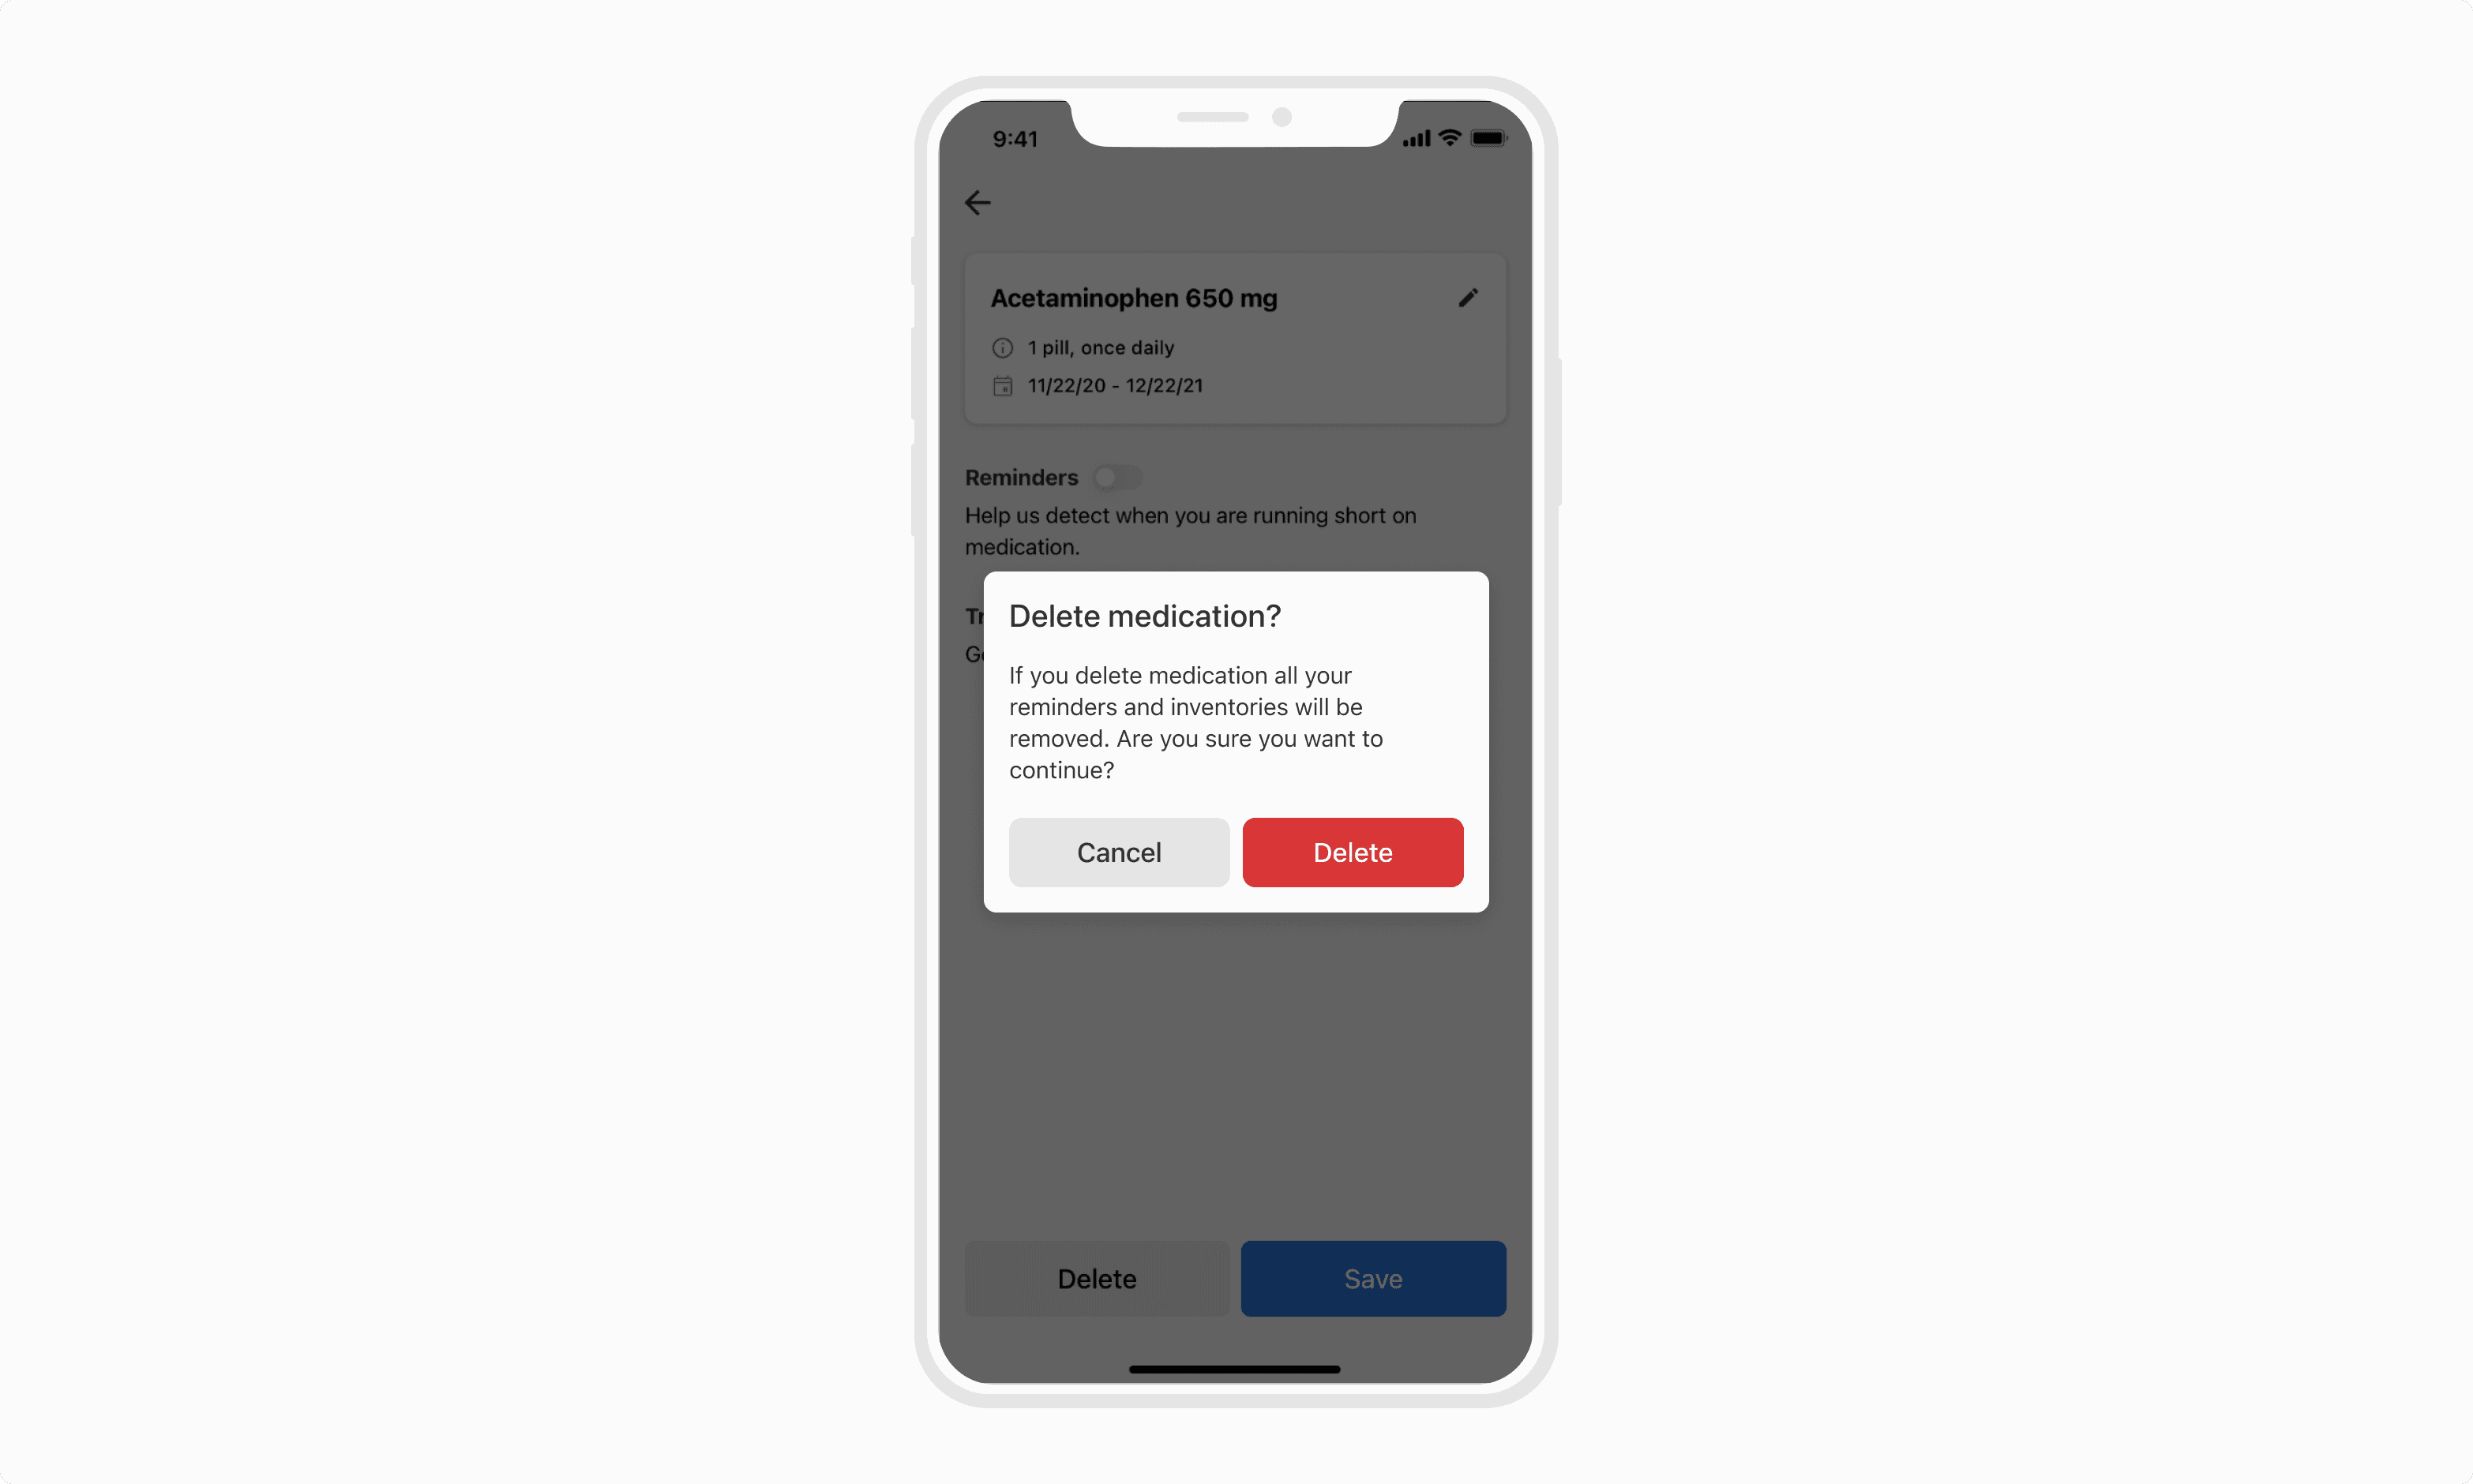 9:41
Acetaminophen 650 mg
1 pill, once daily
11/22/20 - 12/22/21
Reminders
Help us detect when you are running short on
medication.
Delete medication?
If you delete medication all your
reminders and inventories will be
removed. Are you sure you want to
continue?
Cancel Delete
Delete Save